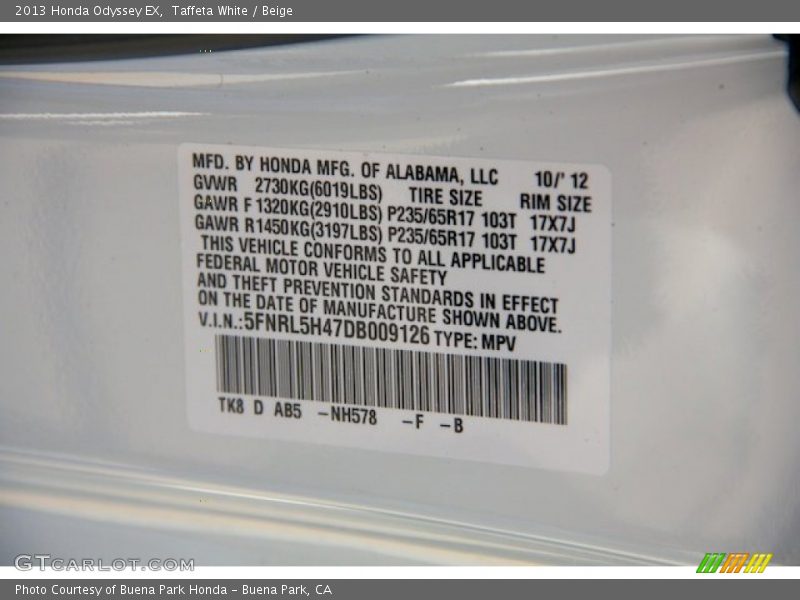 2013 Honda Odyssey EX, Taffeta White / Beige
MFD. BY HONDA MFG. OF ALABAMA, LLC 10/' 12
GVWR 2730KG(6019LBS) TIRE SIZE RIM SIZE
GAWR F 1320KG(2910LBS) P235/65R17 103T 17X7J
GAWR R1450KG(3197LBS) P235/65R17 103T 17X7J
THIS VEHICLE CONFORMS TO ALL APPLICABLE
FEDERAL MOTOR VEHICLE SAFETY
AND THEFT PREVENTION STANDARDS IN EFFECT
ON THE DATE OF MANUFACTURE SHOWN ABOVE.
V.I.N.:5FNRL5H47DB009126 TYPE: MPV
TK8 D AB5 -NH578 -F -B
GTCARLOT.COM
Photo Courtesy of Buena Park Honda - Buena Park, CA